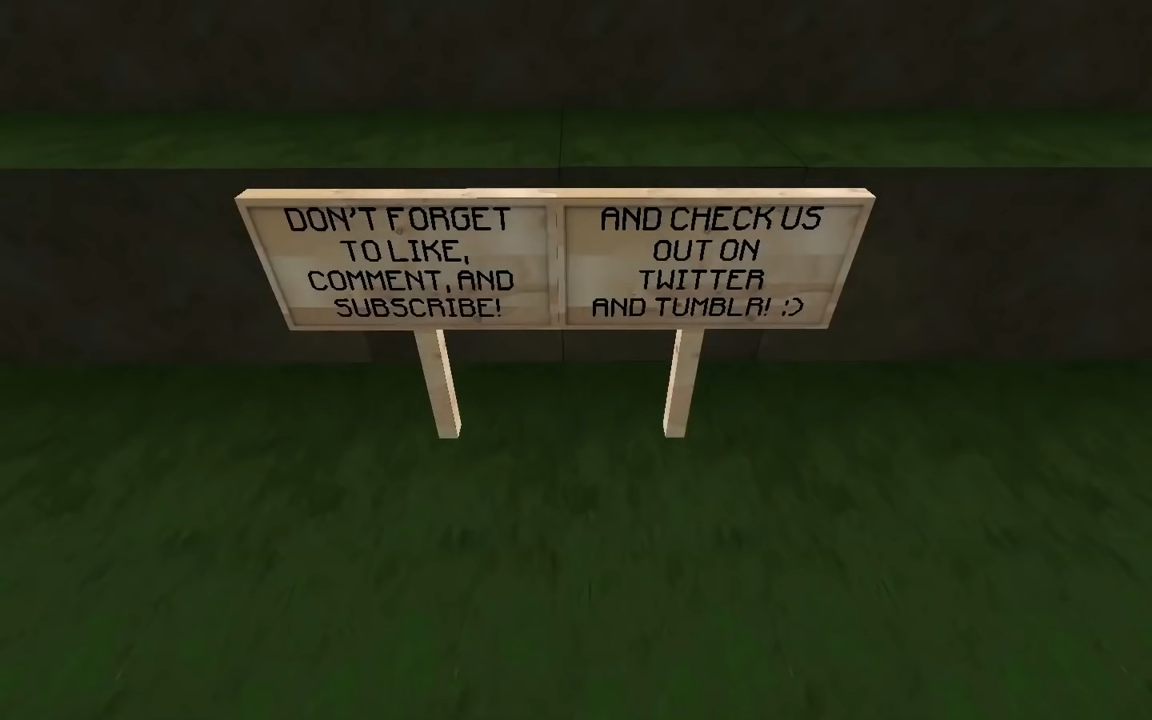 DON'T FORGET
TO LIKE,
COMMENT, AND
SUBSCRIBE!
AND CHECK US
OUT ON
TWITTER
AND TUMBLR! :)